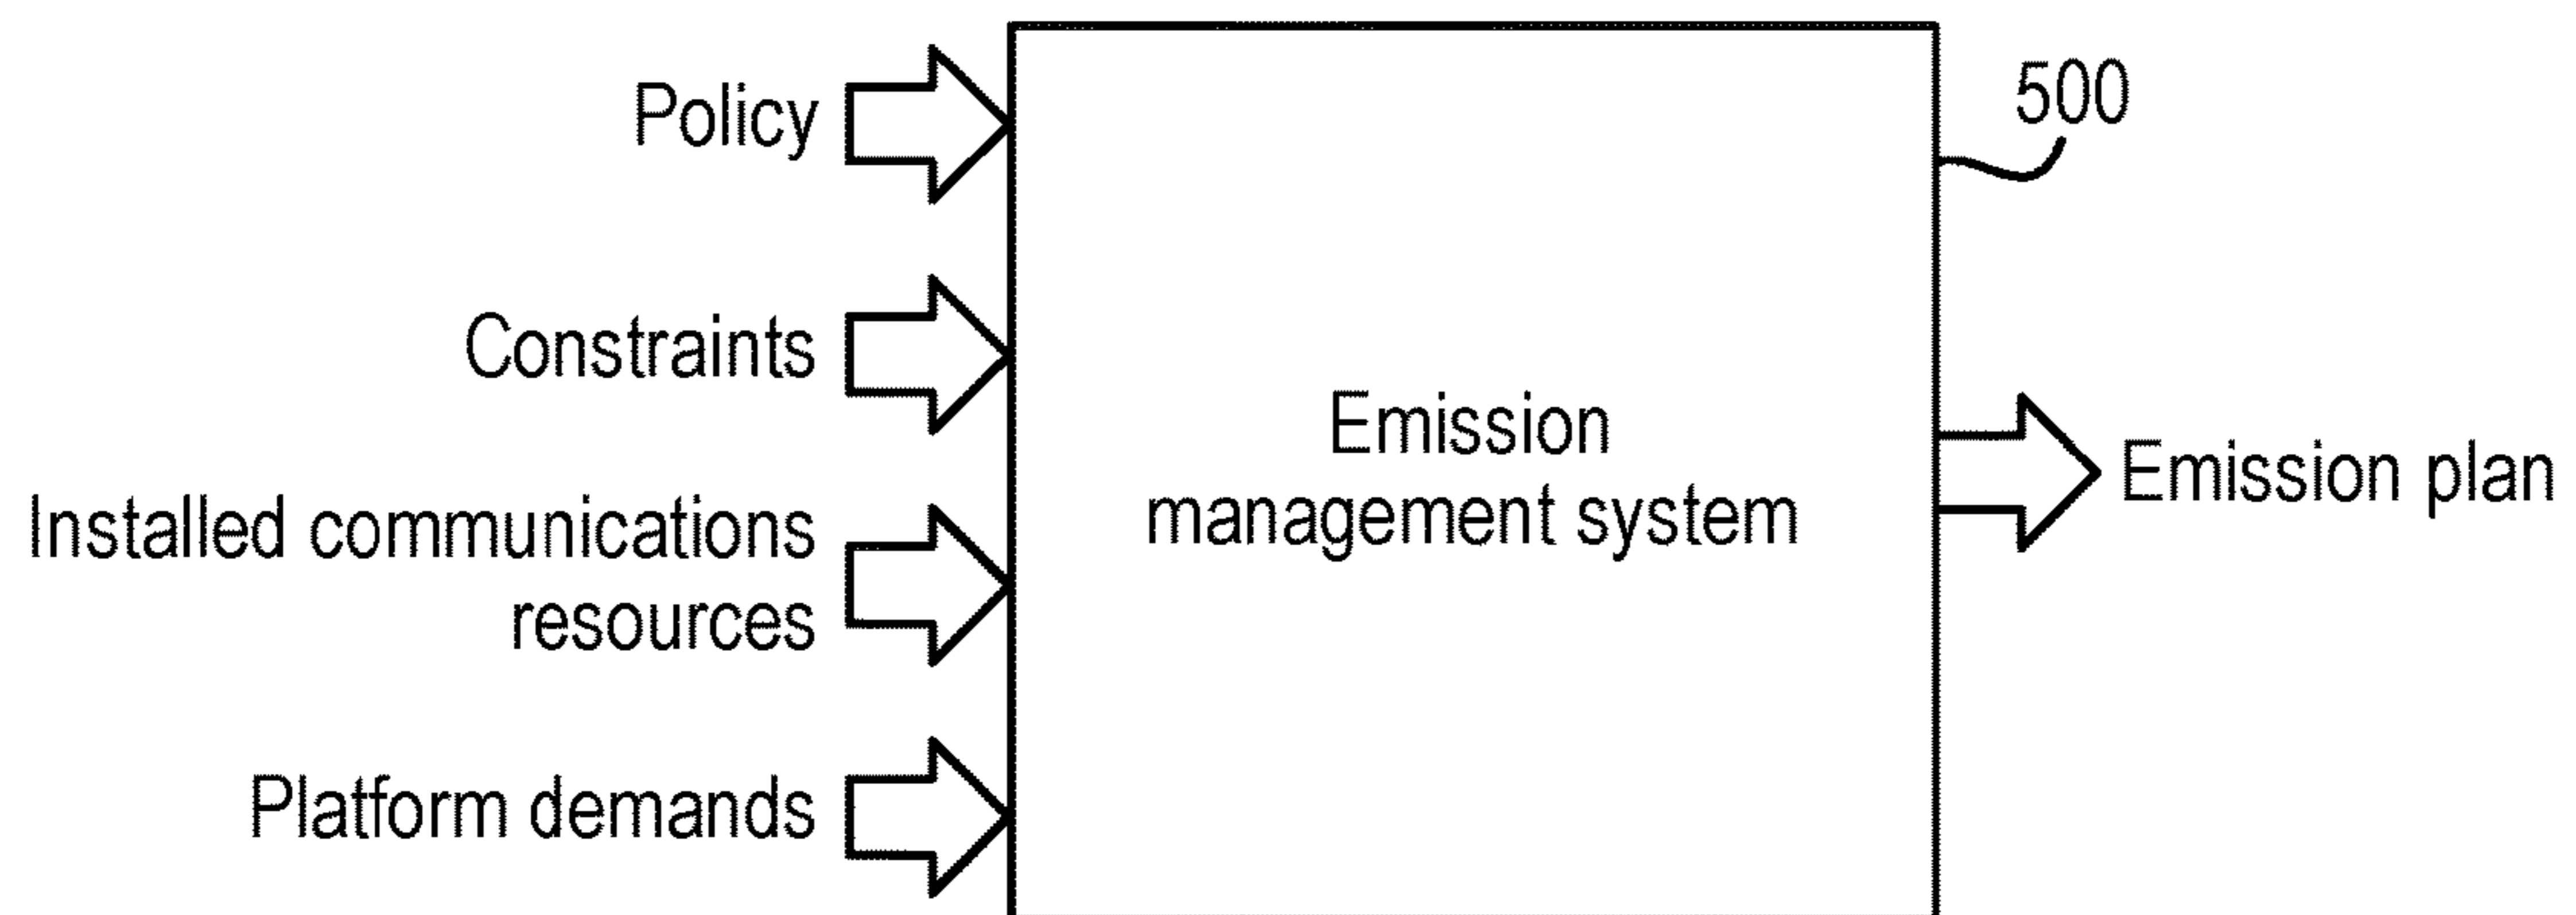 Policy
500
Constraints
Emission
management system
Emission plan
Installed communications
resources
Platform demands